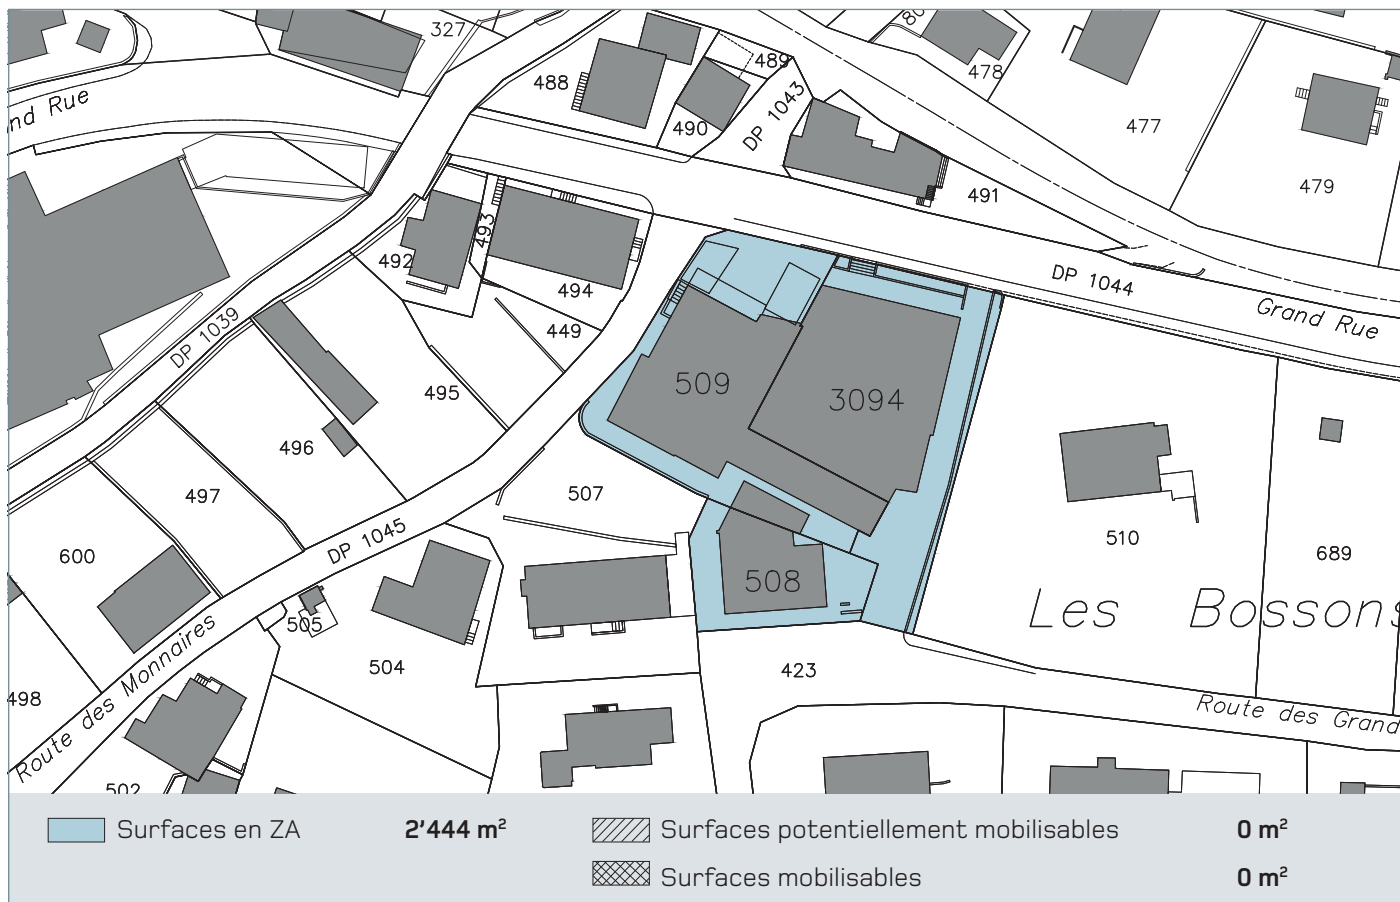 327
80
488
489
478
490
DP 1043
477
nd Rue
479
491
492
493
494
DP 1044
Grand Rue
DP 1039
449
495
509
3094
496
497
507
DP 1045
510
689
600
508
505
504
Les Bossons
423
498
Route des Monnaires
Route des Grand
502
Surfaces en ZA 2'444 m²
Surfaces potentiellement mobilisables 0 m²
Surfaces mobilisables 0 m²